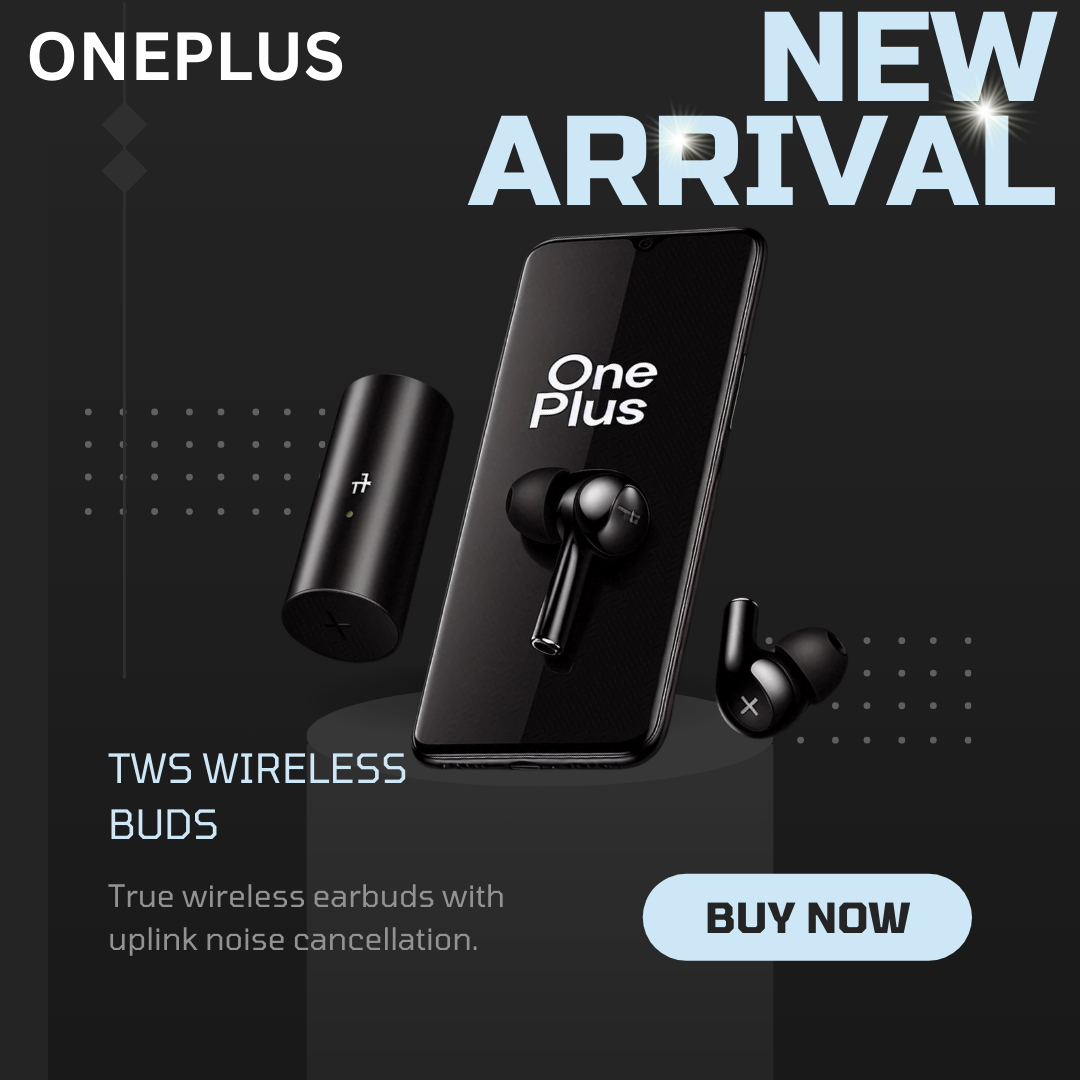 ONEPLUS
NEW
ARRIVAL
One
Plus
TWS WIRELESS
BUDS
True wireless earbuds with
uplink noise cancellation.
BUY NOW